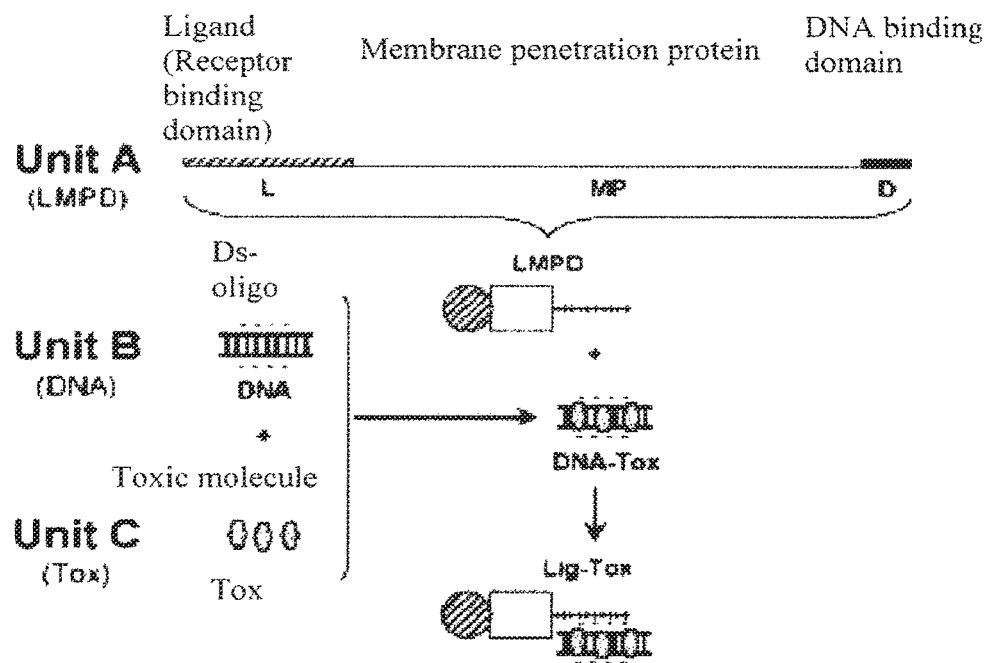 Ligand
(Receptor
binding
domain)
Membrane penetration protein
DNA binding
domain
Unit A
(LMPD)
L
MP
D
Ds-
oligo
LMPD
Unit B
(DNA)
DNA
+
+
DNA-Tox
Toxic molecule
Unit C
(Tox)
Tox
Lig-Tox